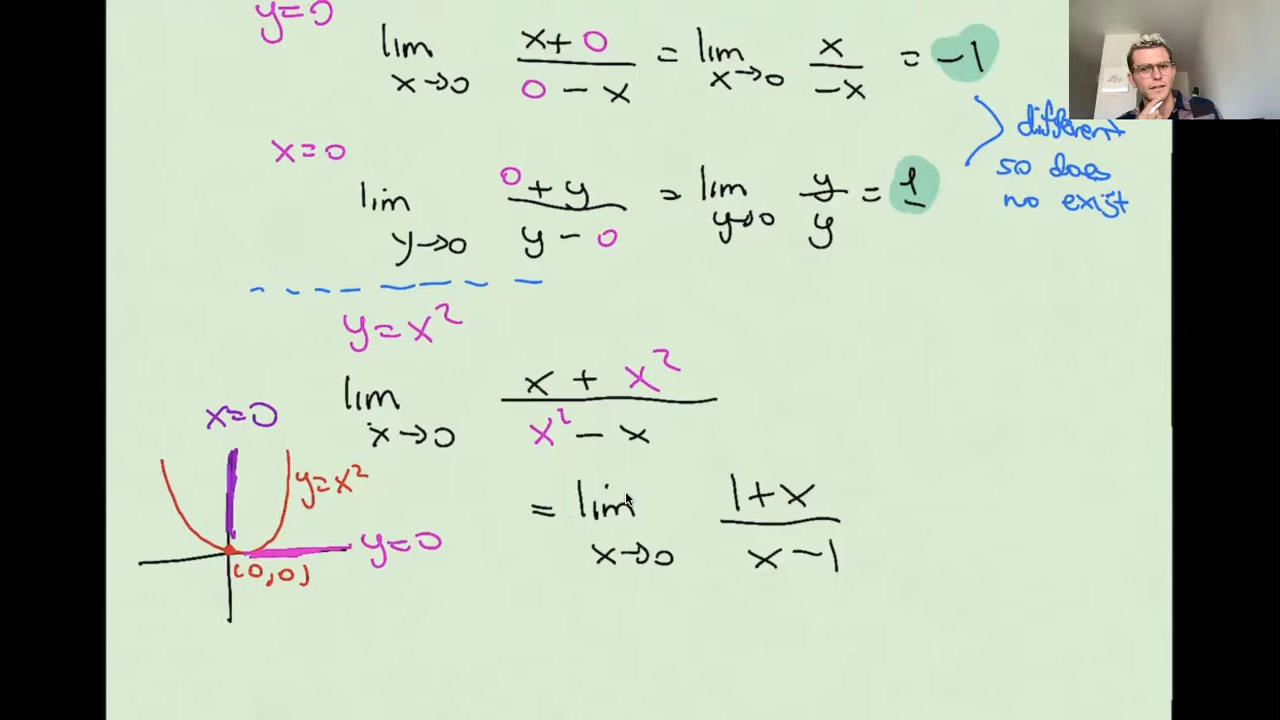 y=0
lim x→0 x+0 / 0-x = lim x→0 x / -x = -1
different
so does
no exist
x=0
lim y→0 0+y / y-0 = lim y→0 y / y = 1
y=x²
lim x→0 x+x² / x²-x
= lim x→0 1+x / x-1
x=0
y=x²
y=0
(0,0)